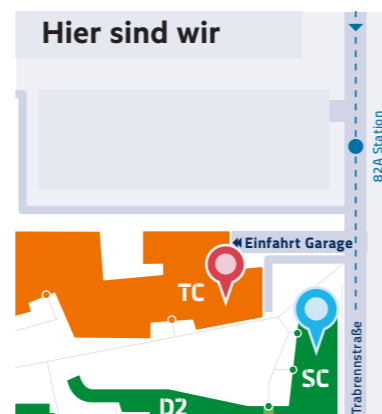 Hier sind wir
82A Station
Einfahrt Garage
TC
Trabrennstraße
SC
D2